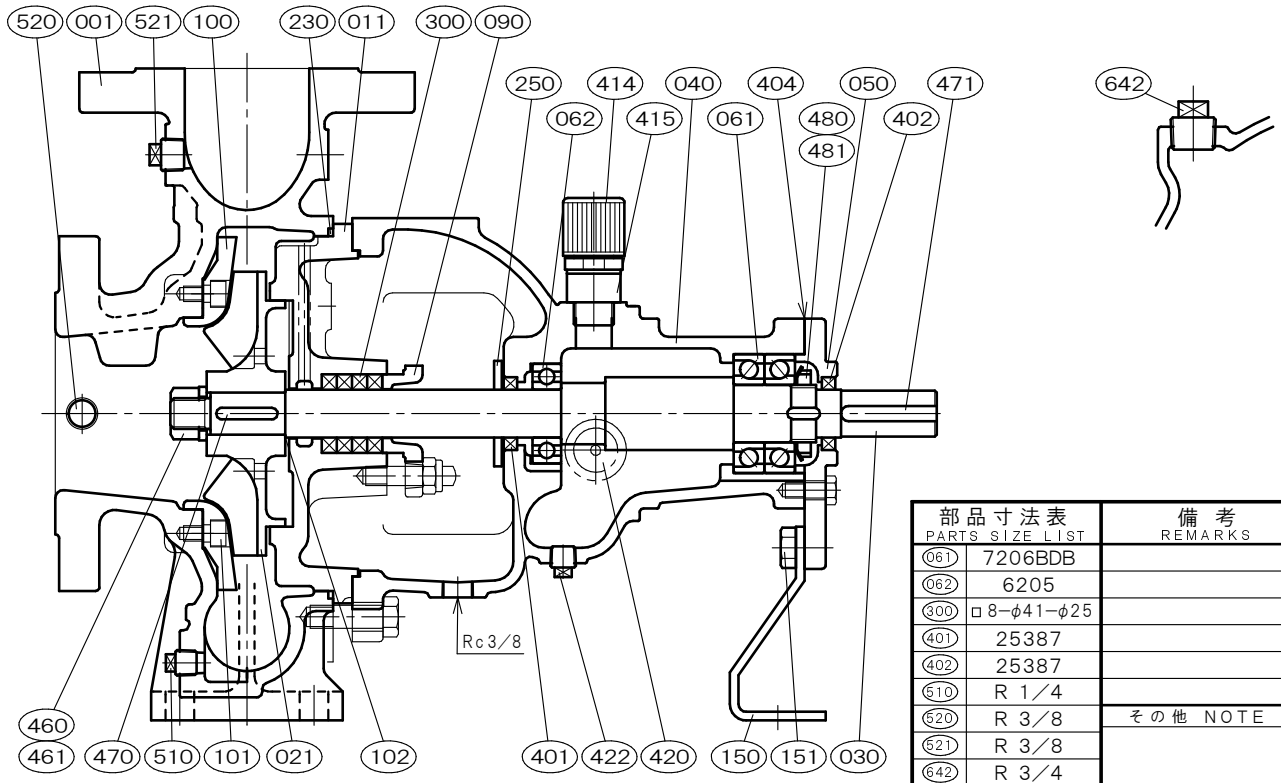 520 001 521 100 230 011 300 090
250 414 040 404 050 471
062 415 061 480 402
481
642
Rc3/8
460
461 470 510 101 021 102 401 422 420 150 151 030
部品寸法表 備考
PARTS SIZE LIST REMARKS
061 7206BDB
062 6205
300 □8−φ41−φ25
401 25387
402 25387
510 R 1/4
520 R 3/8 その他 NOTE
521 R 3/8
642 R 3/4